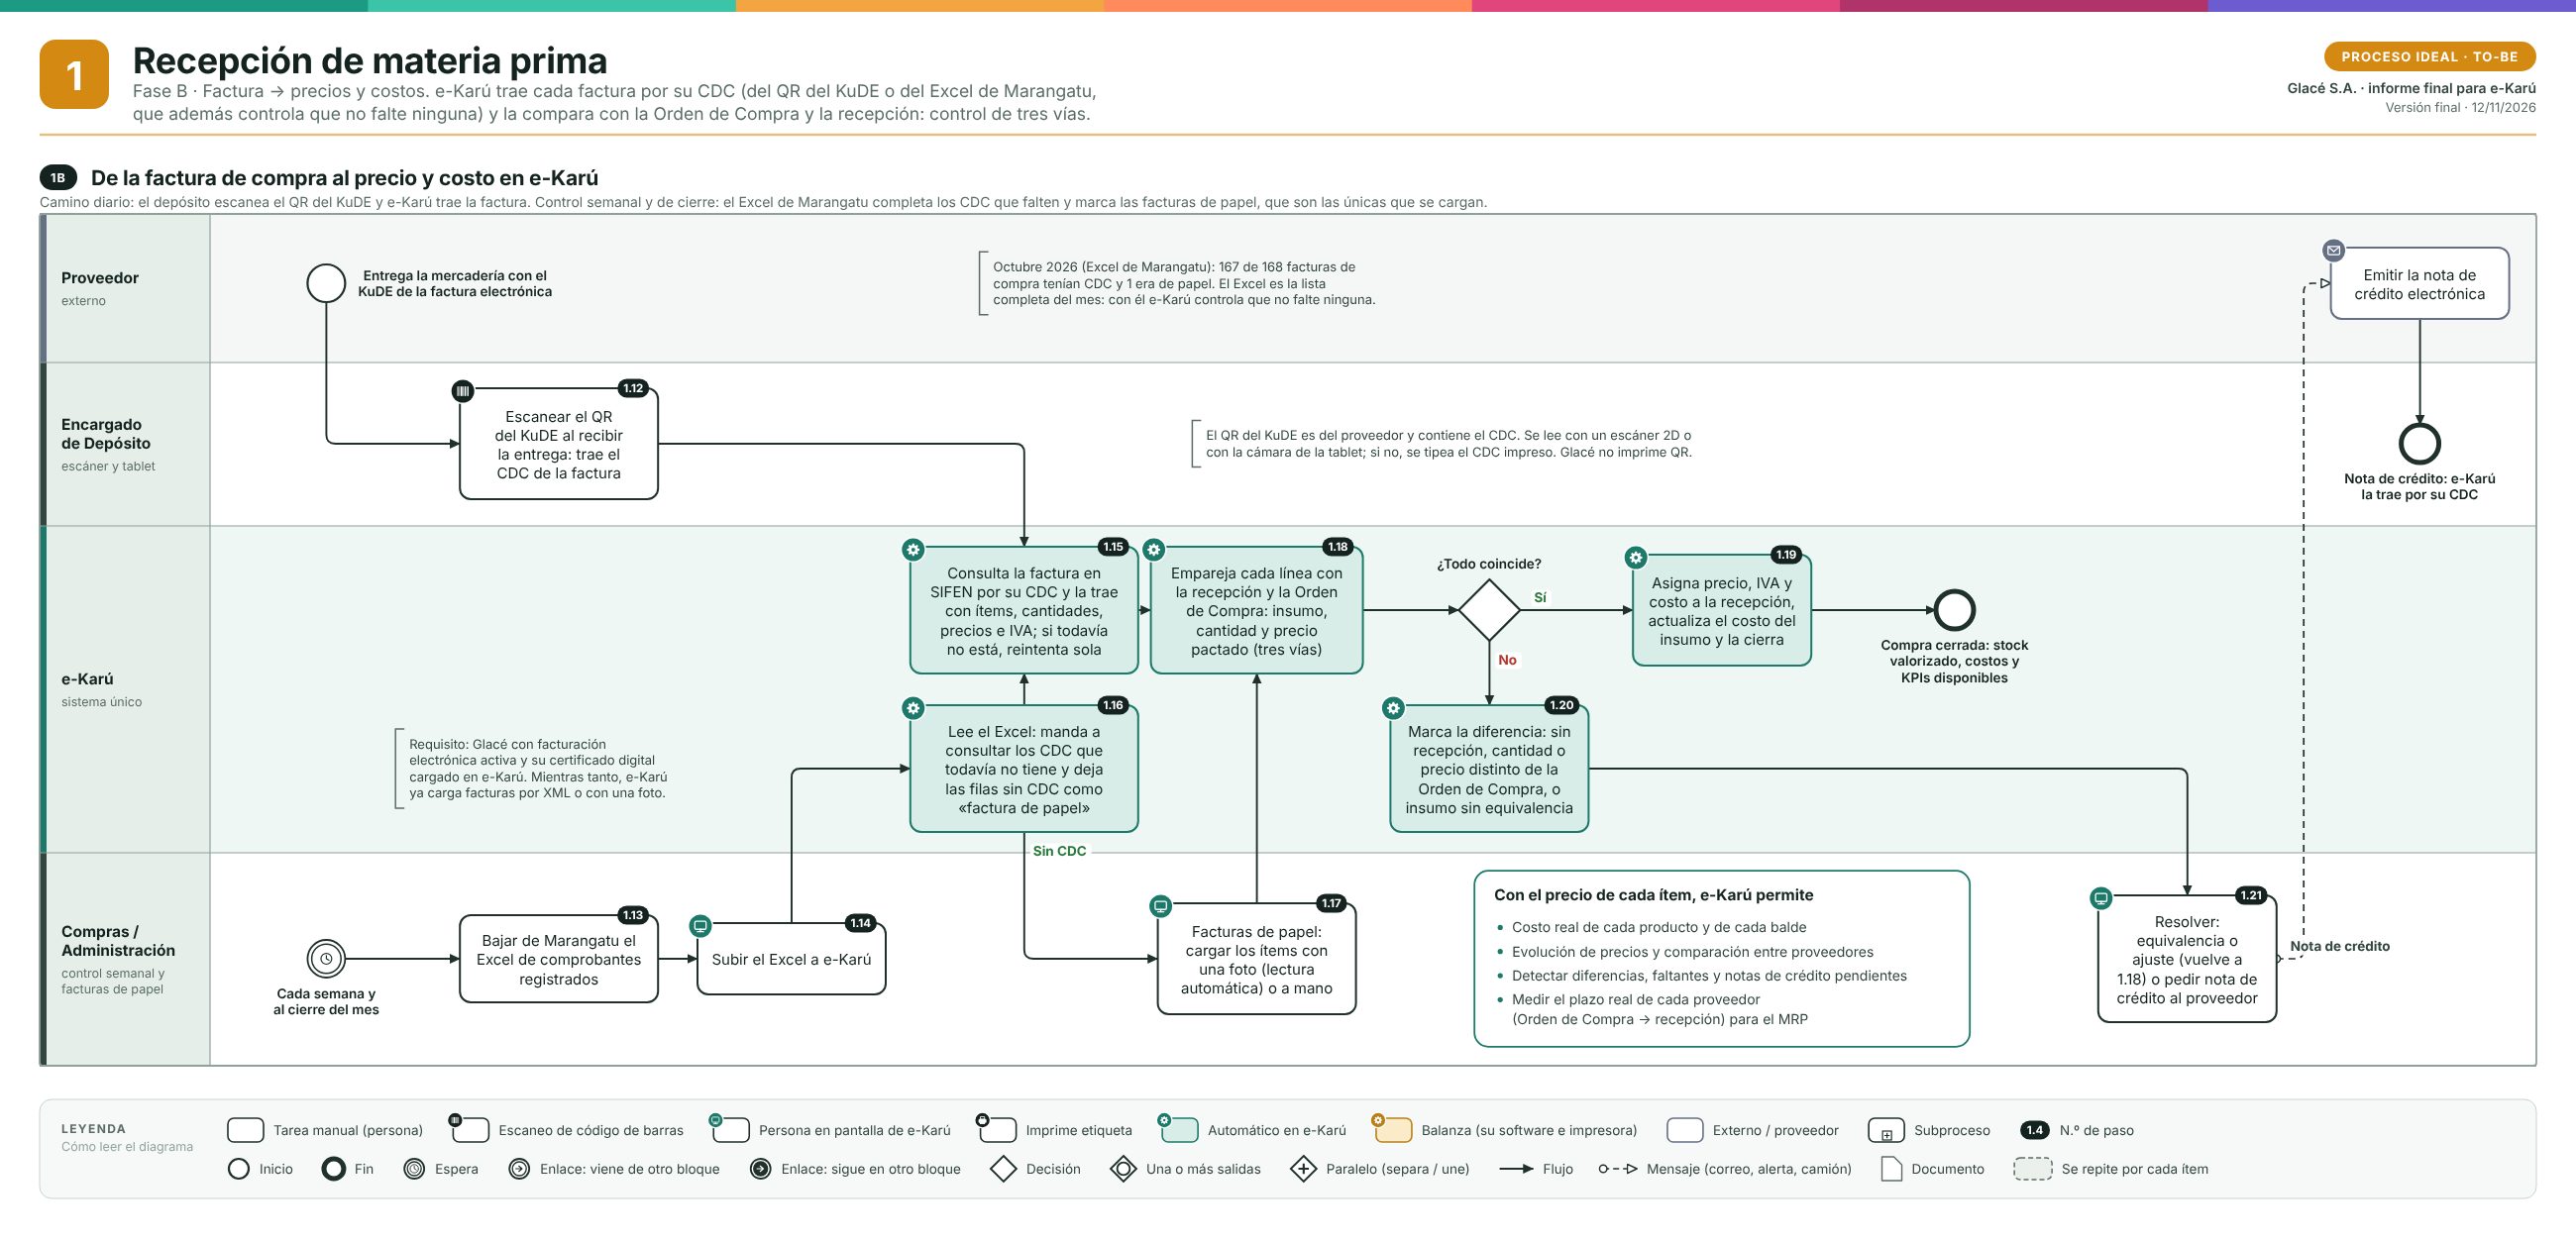 1
Recepción de materia prima
Fase B · Factura → precios y costos. e-Karú trae cada factura por su CDC (del QR del KuDE o del Excel de Marangatu,
que además controla que no falte ninguna) y la compara con la Orden de Compra y la recepción: control de tres vías.
PROCESO IDEAL · TO-BE
Glacé S.A. · informe final para e-Karú
Versión final · 12/11/2026
1B
De la factura de compra al precio y costo en e-Karú
Camino diario: el depósito escanea el QR del KuDE y e-Karú trae la factura. Control semanal y de cierre: el Excel de Marangatu completa los CDC que falten y marca las facturas de papel, que son las únicas que se cargan.
Proveedor
externo
Entrega la mercadería con el
KuDE de la factura electrónica
Octubre 2026 (Excel de Marangatu): 167 de 168 facturas de
compra tenían CDC y 1 era de papel. El Excel es la lista
completa del mes: con él e-Karú controla que no falte ninguna.
Emitir la nota de
crédito electrónica
Encargado
de Depósito
escáner y tablet
1.12
Escanear el QR
del KuDE al recibir
la entrega: trae el
CDC de la factura
El QR del KuDE es del proveedor y contiene el CDC. Se lee con un escáner 2D o
con la cámara de la tablet; si no, se tipea el CDC impreso. Glacé no imprime QR.
Nota de crédito: e-Karú
la trae por su CDC
e-Karú
sistema único
1.15
Consulta la factura en
SIFEN por su CDC y la trae
con ítems, cantidades,
precios e IVA; si todavía
no está, reintenta sola
1.18
Empareja cada línea con
la recepción y la Orden
de Compra: insumo,
cantidad y precio
pactado (tres vías)
¿Todo coincide?
Sí
No
1.19
Asigna precio, IVA y
costo a la recepción,
actualiza el costo del
insumo y la cierra
Compra cerrada: stock
valorizado, costos y
KPIs disponibles
Requisito: Glacé con facturación
electrónica activa y su certificado digital
cargado en e-Karú. Mientras tanto, e-Karú
ya carga facturas por XML o con una foto.
1.16
Lee el Excel: manda a
consultar los CDC que
todavía no tiene y deja
las filas sin CDC como
«factura de papel»
1.20
Marca la diferencia: sin
recepción, cantidad o
precio distinto de la
Orden de Compra, o
insumo sin equivalencia
Sin CDC
Compras /
Administración
control semanal y
facturas de papel
Cada semana y
al cierre del mes
1.13
Bajar de Marangatu el
Excel de comprobantes
registrados
1.14
Subir el Excel a e-Karú
1.17
Facturas de papel:
cargar los ítems con
una foto (lectura
automática) o a mano
Con el precio de cada ítem, e-Karú permite
• Costo real de cada producto y de cada balde
• Evolución de precios y comparación entre proveedores
• Detectar diferencias, faltantes y notas de crédito pendientes
• Medir el plazo real de cada proveedor
(Orden de Compra → recepción) para el MRP
1.21
Resolver:
equivalencia o
ajuste (vuelve a
1.18) o pedir nota de
crédito al proveedor
Nota de crédito
LEYENDA
Cómo leer el diagrama
Tarea manual (persona)
Escaneo de código de barras
Persona en pantalla de e-Karú
Imprime etiqueta
Automático en e-Karú
Balanza (su software e impresora)
Externo / proveedor
Subproceso
1.4
N.º de paso
Inicio
Fin
Espera
Enlace: viene de otro bloque
Enlace: sigue en otro bloque
Decisión
Una o más salidas
Paralelo (separa / une)
Flujo
Mensaje (correo, alerta, camión)
Documento
Se repite por cada ítem